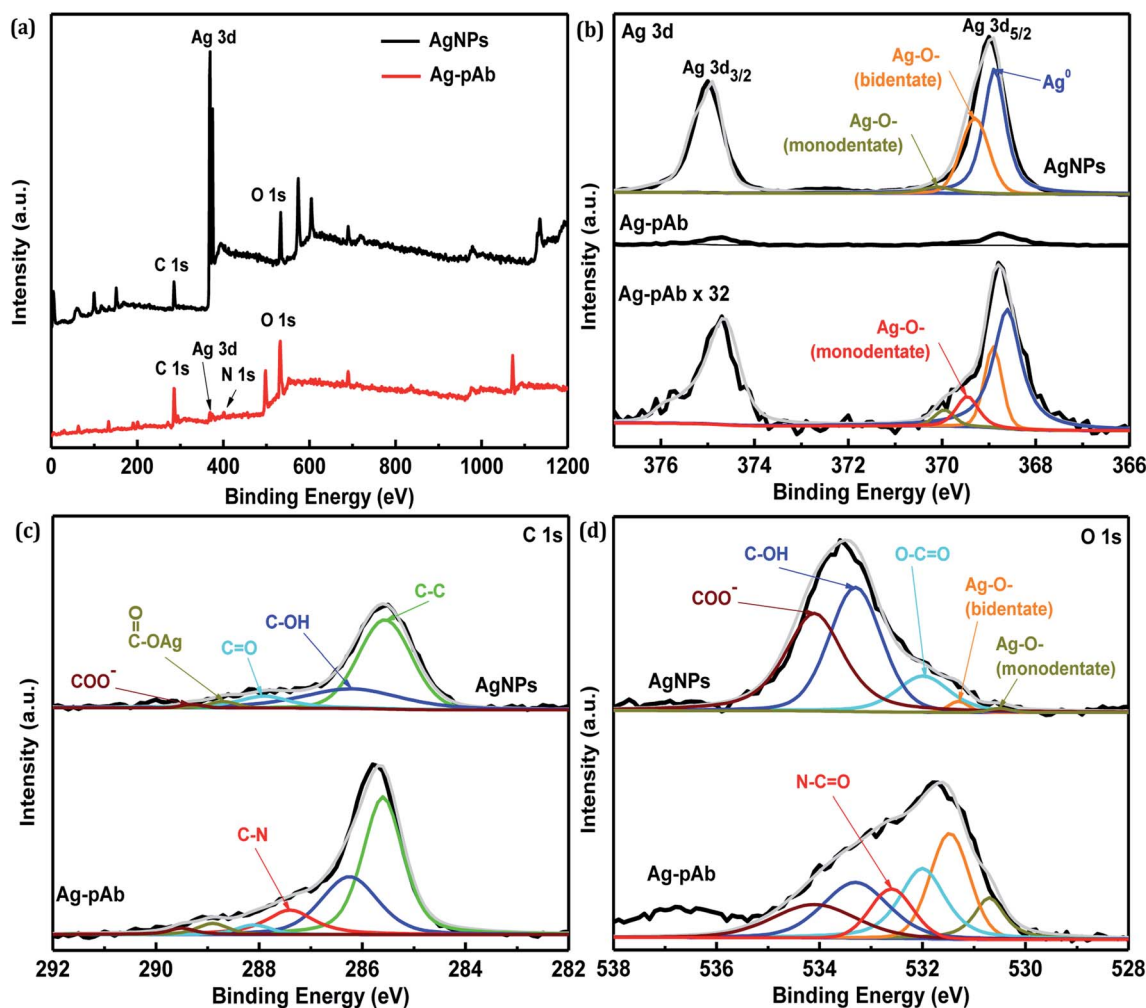 (a)
Ag 3d
AgNPs
Ag-pAb
O 1s
C 1s
O 1s
Ag 3d
C 1s
N 1s
Intensity (a.u.)
0 200 400 600 800 1000 1200
Binding Energy (eV)
(b)
Ag 3d
Ag 3d5/2
Ag 3d3/2
Ag-O-
(bidentate)
Ag⁰
Ag-O-
(monodentate)
AgNPs
Ag-pAb
Ag-pAb x 32
Ag-O-
(monodentate)
Intensity (a.u.)
376 374 372 370 368 366
Binding Energy (eV)
(c)
C 1s
C-C
O
=
C-OAg
C-OH
C=O
COO⁻
AgNPs
C-N
Ag-pAb
Intensity (a.u.)
Intensity (a.u.)
292 290 288 286 284 282
Binding Energy (eV)
(d)
O 1s
C-OH
O-C=O
COO⁻
Ag-O-
(bidentate)
Ag-O-
(monodentate)
AgNPs
N-C=O
Ag-pAb
Intensity (a.u.)
Intensity (a.u.)
538 536 534 532 530 528
Binding Energy (eV)